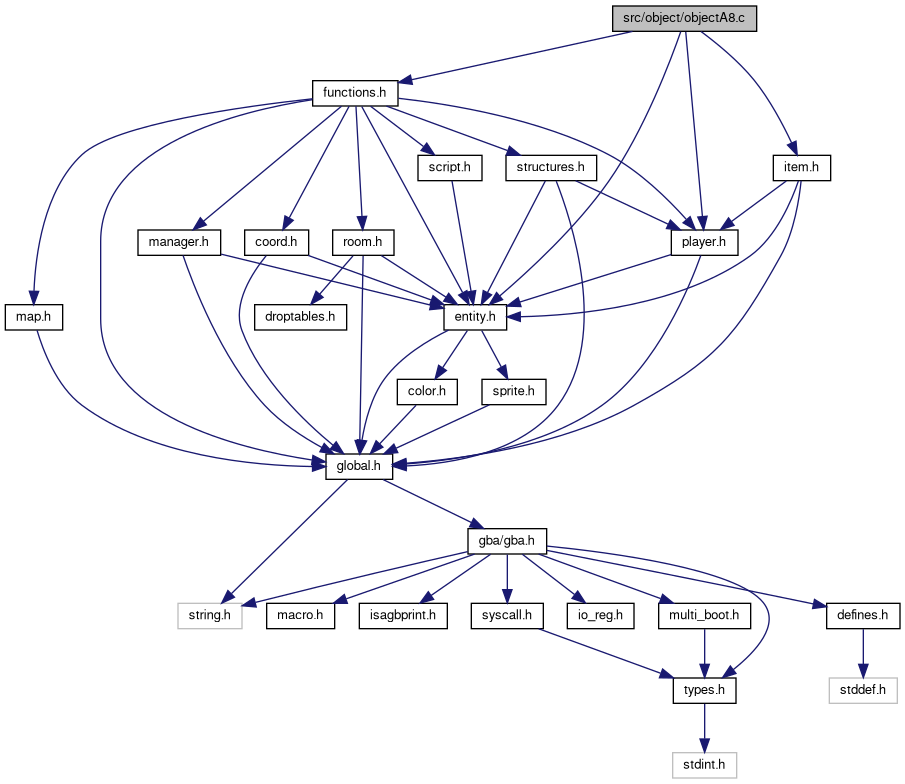 src/object/objectA8.c
functions.h
script.h
structures.h
item.h
manager.h
coord.h
room.h
player.h
map.h
droptables.h
entity.h
color.h
sprite.h
global.h
gba/gba.h
string.h
macro.h
isagbprint.h
syscall.h
io_reg.h
multi_boot.h
defines.h
types.h
stddef.h
stdint.h